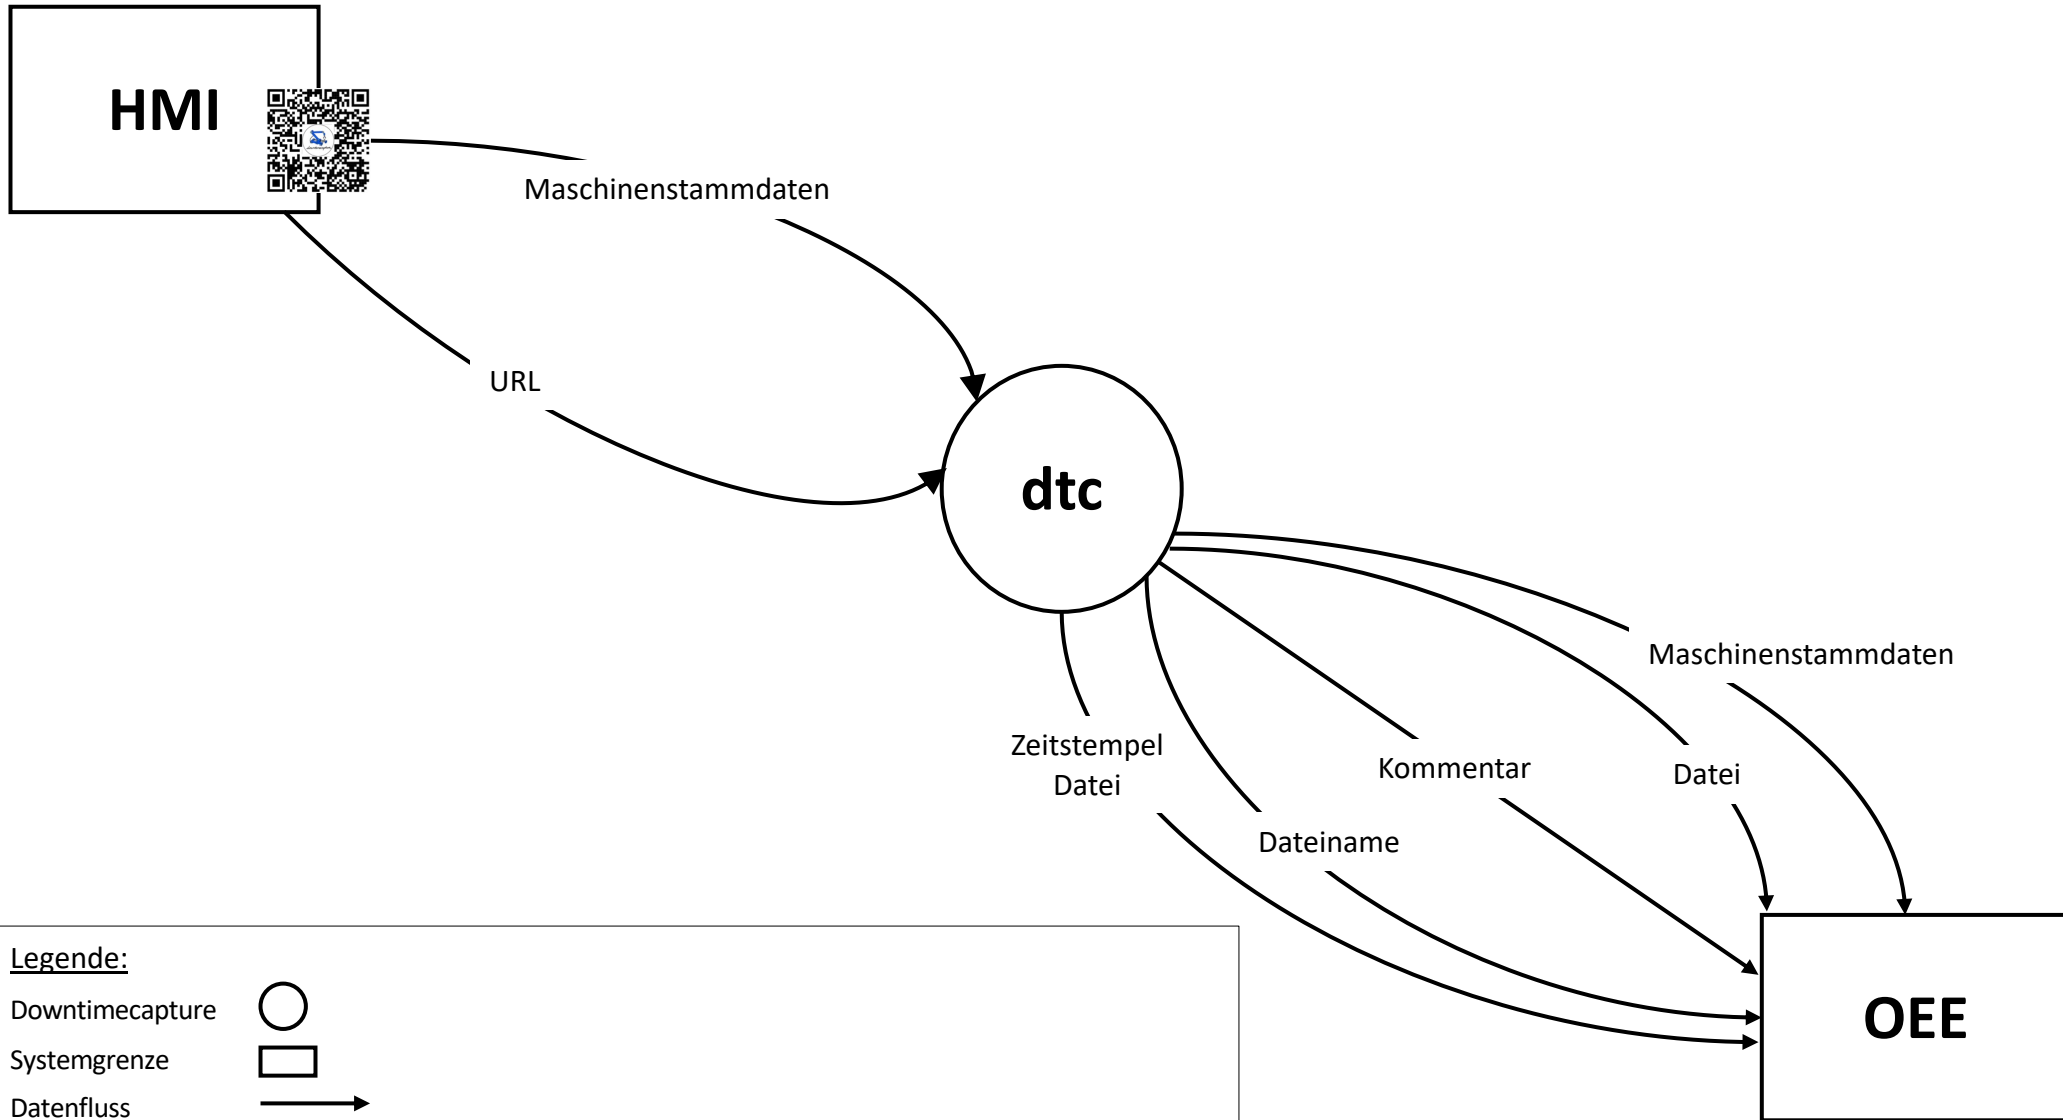 HMI
Maschinenstammdaten
URL
dtc
Maschinenstammdaten
Zeitstempel
Datei
Kommentar
Datei
Dateiname
OEE
Legende:
Downtimecapture
Systemgrenze
Datenfluss